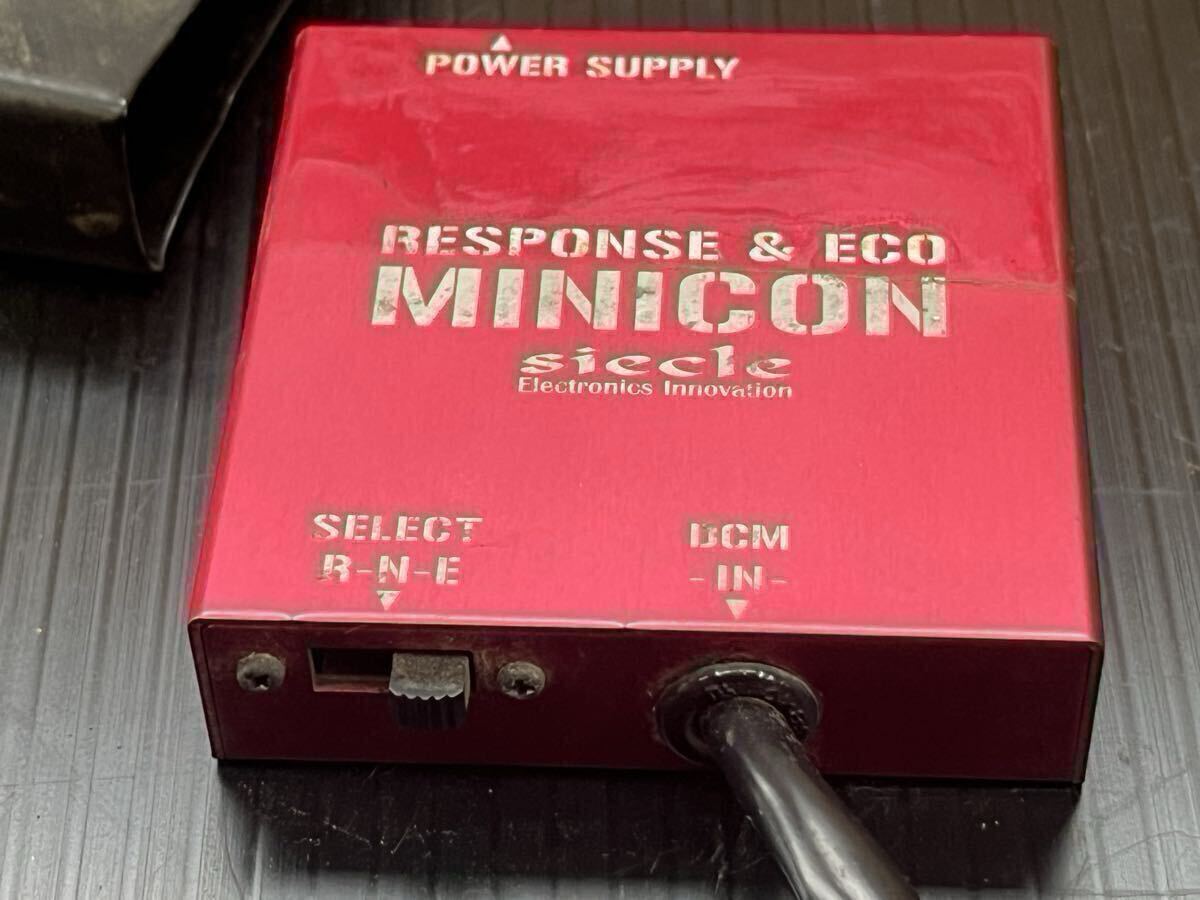 POWER SUPPLY
RESPONSE & ECO
MINICON
siecle
Electronics Innovation
SELECT
R-N-E
DCM
-IN-